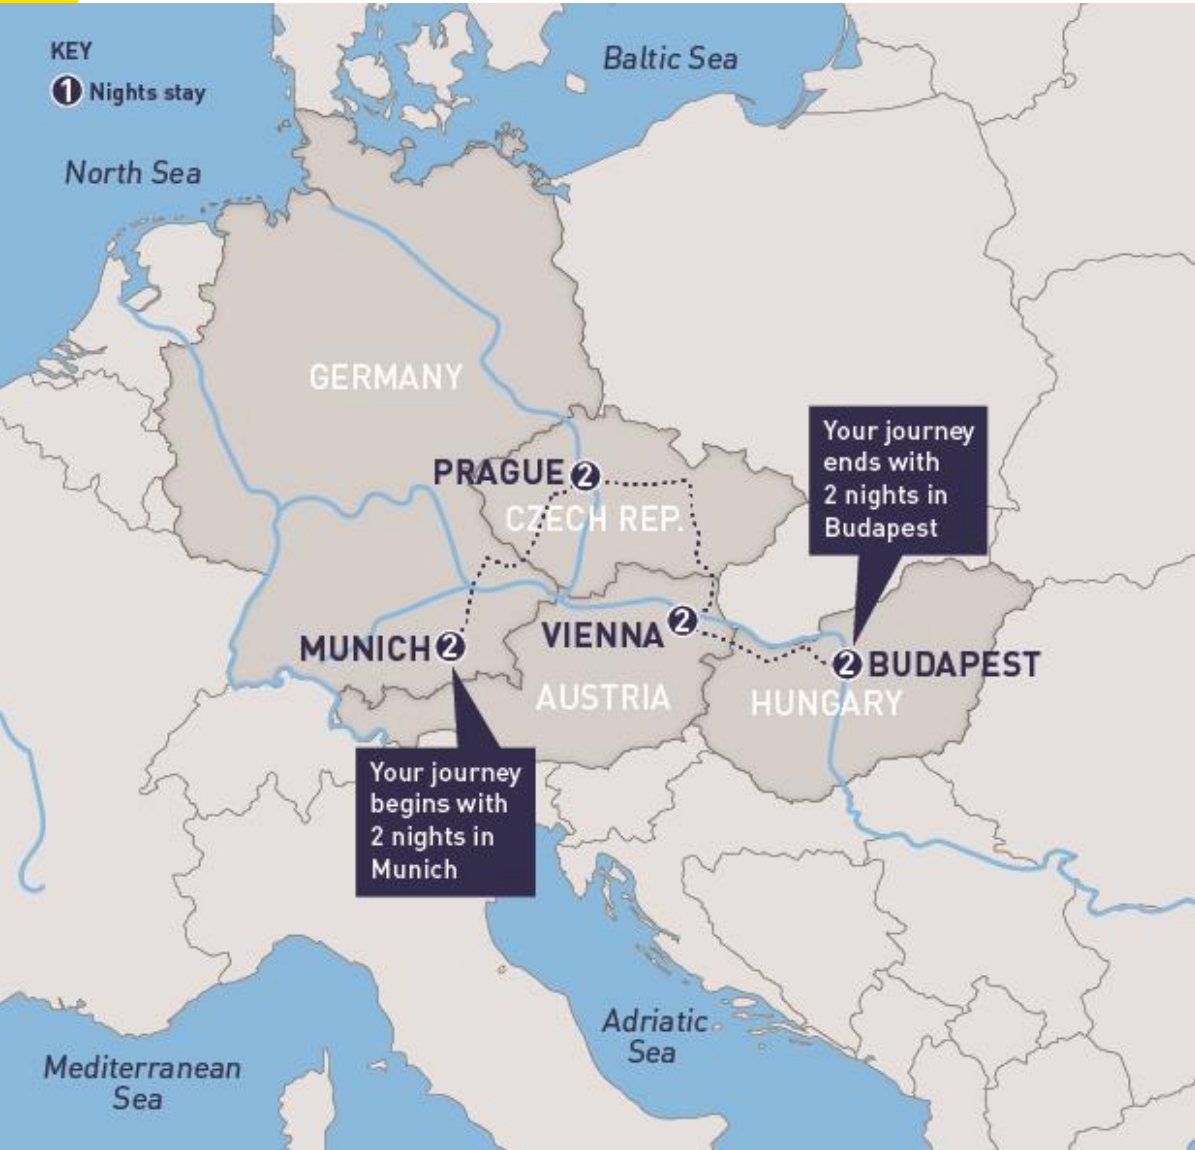 KEY
1 Nights stay
Baltic Sea
North Sea
GERMANY
PRAGUE 2
CZECH REP.
Your journey
ends with
2 nights in
Budapest
MUNICH 2
VIENNA 2
2 BUDAPEST
AUSTRIA
HUNGARY
Your journey
begins with
2 nights in
Munich
Adriatic
Sea
Mediterranean
Sea